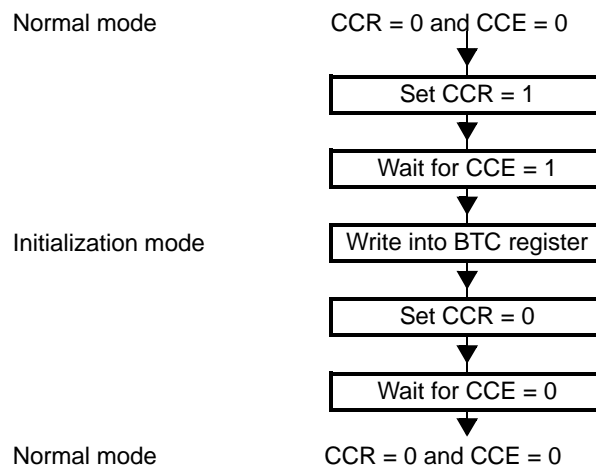 Normal mode CCR = 0 and CCE = 0
Set CCR = 1
Wait for CCE = 1
Initialization mode Write into BTC register
Set CCR = 0
Wait for CCE = 0
Normal mode CCR = 0 and CCE = 0